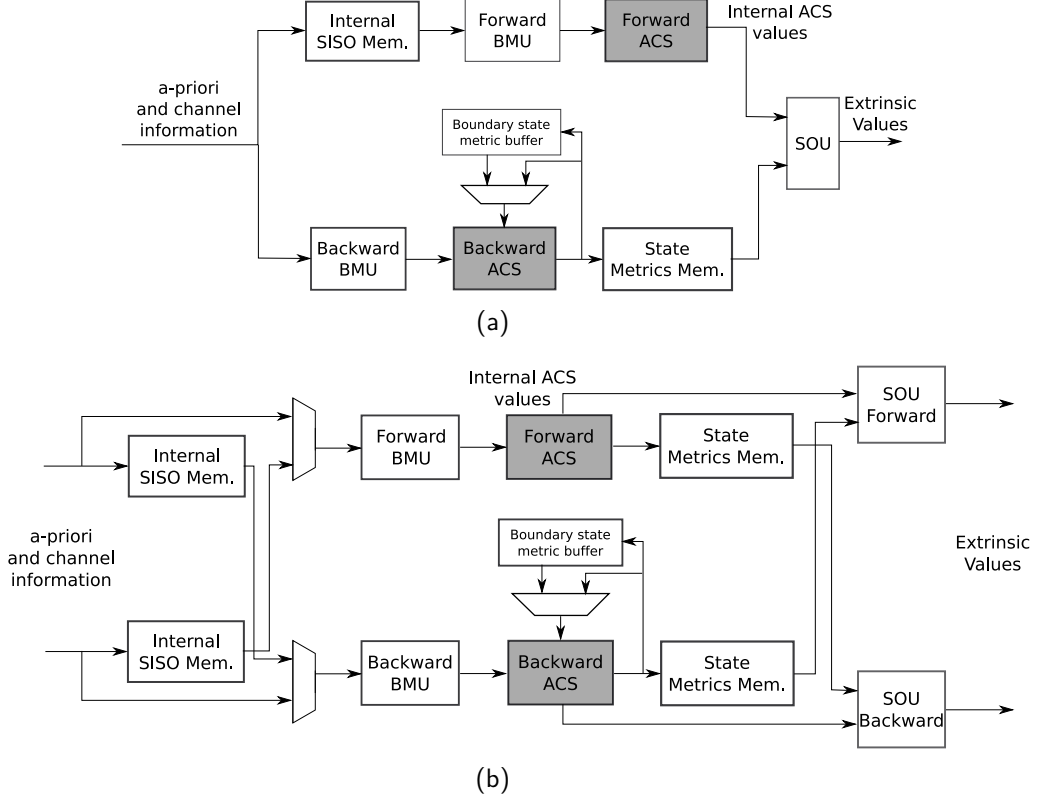 Internal
SISO Mem.
Forward
BMU
Forward
ACS
Internal ACS
values
a-priori
and channel
information
Boundary state
metric buffer
SOU
Extrinsic
Values
Backward
BMU
Backward
ACS
State
Metrics Mem.
(a)
Internal ACS
values
SOU
Forward
Internal
SISO Mem.
Forward
BMU
Forward
ACS
State
Metrics Mem.
a-priori
and channel
information
Boundary state
metric buffer
Extrinsic
Values
Internal
SISO Mem.
Backward
BMU
Backward
ACS
State
Metrics Mem.
SOU
Backward
(b)